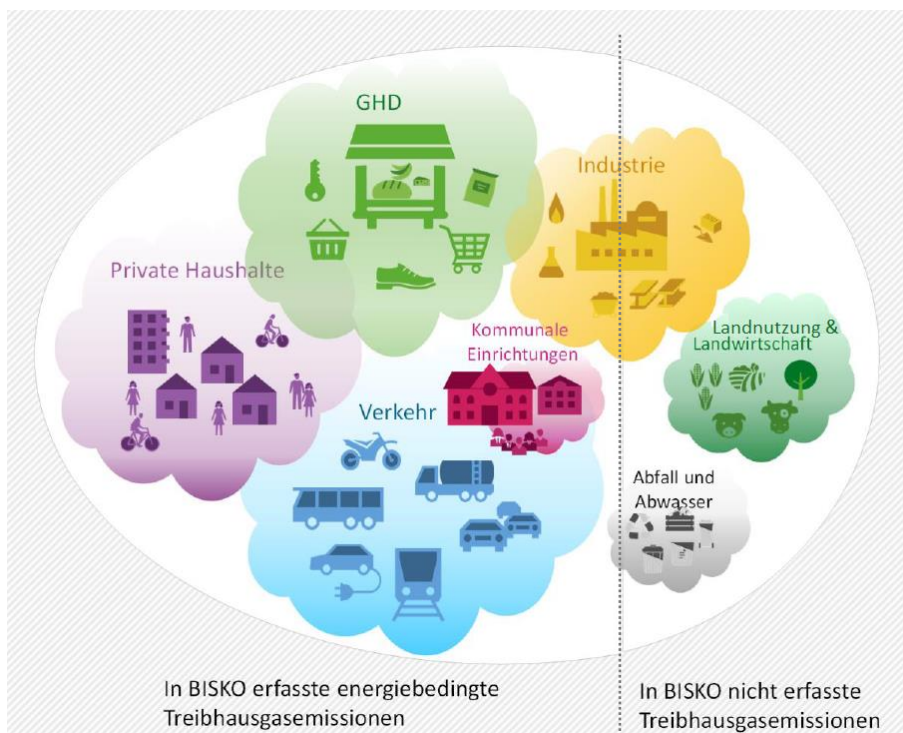 GHD
Industrie
Private Haushalte
Landnutzung &
Landwirtschaft
Kommunale
Einrichtungen
Verkehr
Abfall und
Abwasser
In BISKO erfasste energiebedingte
Treibhausgasemissionen
In BISKO nicht erfasste
Treibhausgasemissionen